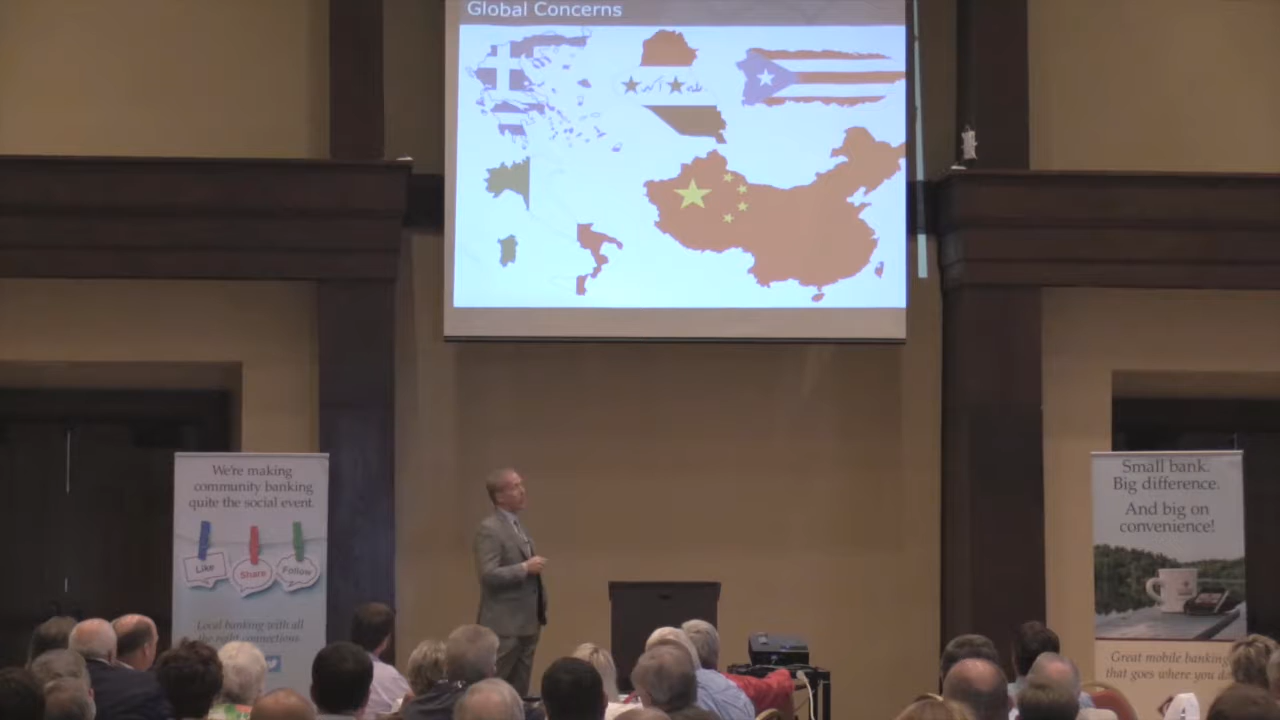 Global Concerns
We're making
community banking
quite the social event.
Like
Share
Follow
Local banking with all
the right connections
Small bank.
Big difference.
And big on
convenience!
Great mobile banking
that goes where you do